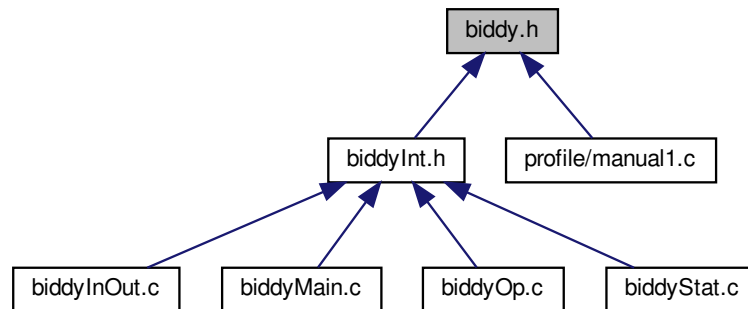 biddy.h
biddyInt.h
profile/manual1.c
biddyInOut.c
biddyMain.c
biddyOp.c
biddyStat.c